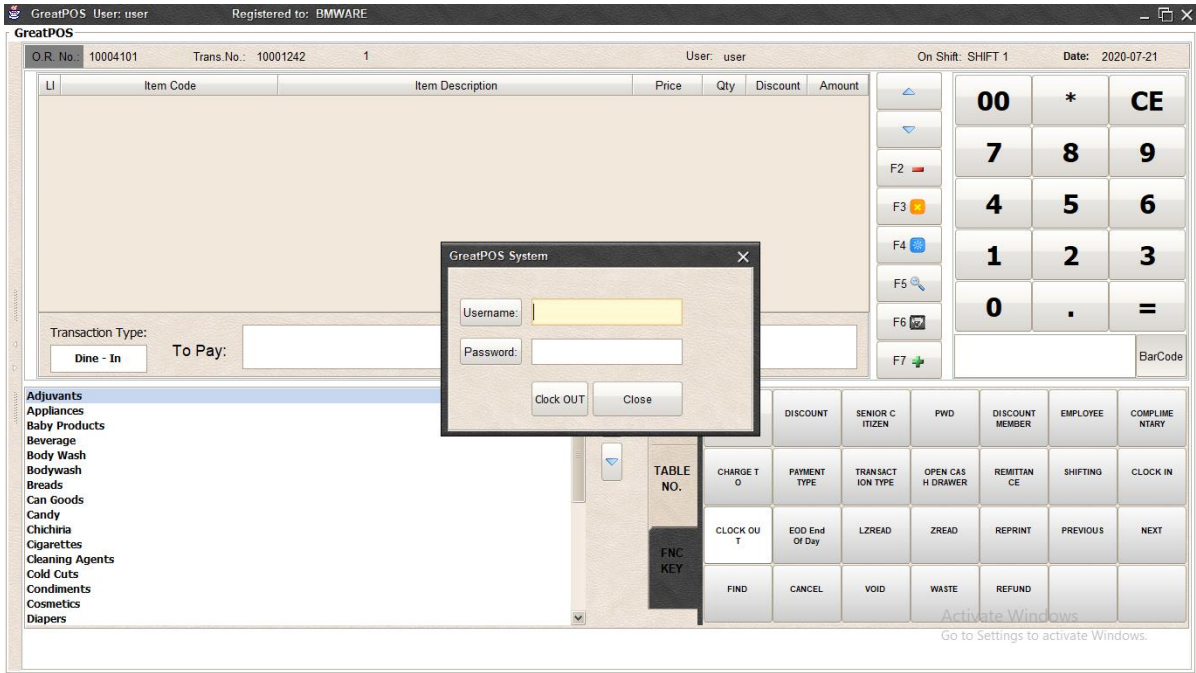 GreatPOS User: user Registered to: BMWARE
GreatPOS
O.R. No.: 10004101 Trans.No.: 10001242 1 User: user On Shift: SHIFT 1 Date: 2020-07-21
LI Item Code Item Description Price Qty Discount Amount
00 * CE
7 8 9
F2
F3
4 5 6
F4
1 2 3
F5
0 . =
F6
F7
BarCode
Transaction Type:
Dine - In
To Pay:
GreatPOS System
Username:
Password:
Clock OUT Close
Adjuvants
Appliances
Baby Products
Beverage
Body Wash
Bodywash
Breads
Can Goods
Candy
Chichiria
Cigarettes
Cleaning Agents
Cold Cuts
Condiments
Cosmetics
Diapers
TABLE
NO.
FNC
KEY
DISCOUNT SENIOR C PWD DISCOUNT EMPLOYEE COMPLIME
ITIZEN MEMBER NTARY
CHARGE T PAYMENT TRANSACT OPEN CAS REMITTAN SHIFTING CLOCK IN
O TYPE ION TYPE H DRAWER CE
CLOCK OU EOD End LZREAD ZREAD REPRINT PREVIOUS NEXT
T Of Day
FIND CANCEL VOID WASTE REFUND
Activate Windows
Go to Settings to activate Windows.